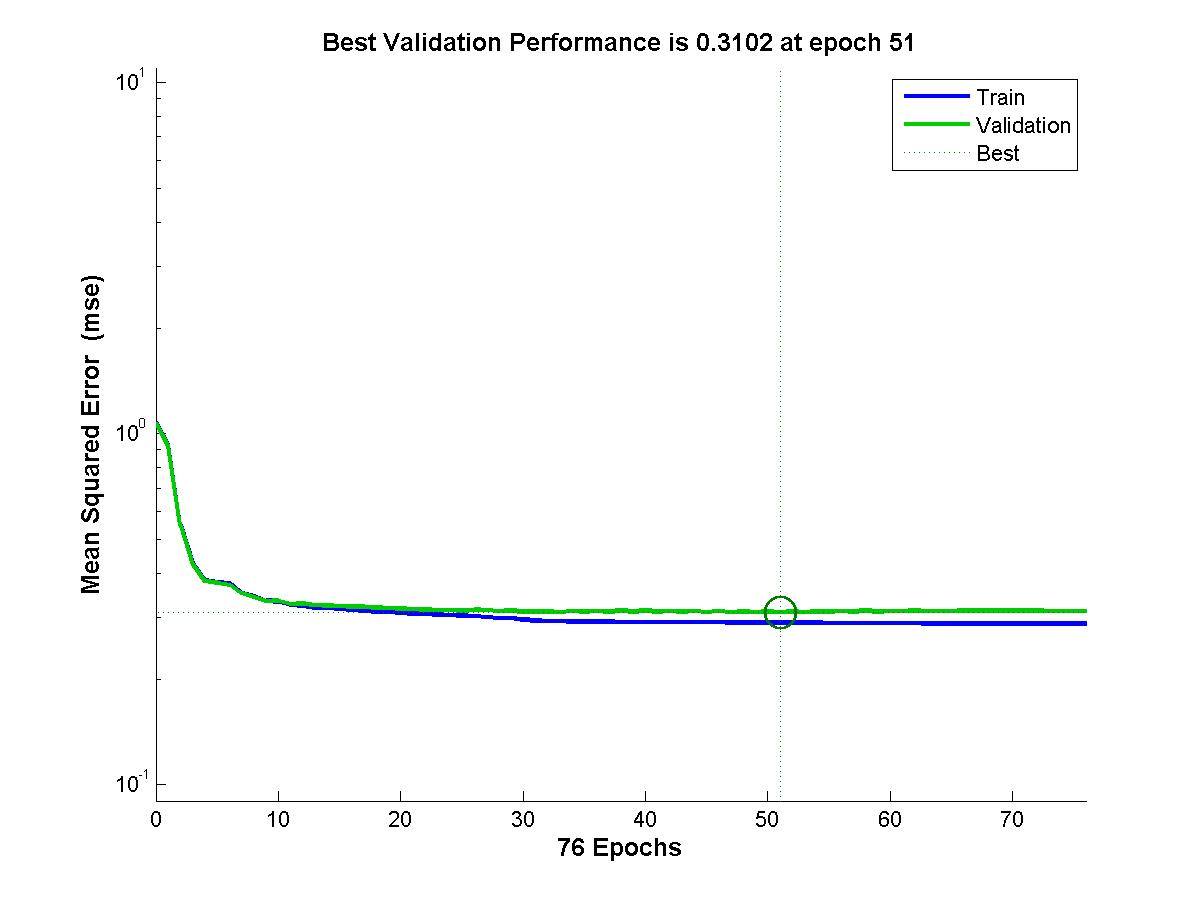 Best Validation Performance is 0.3102 at epoch 51
10^1
10^0
10^-1
Mean Squared Error (mse)
Train
Validation
Best
0 10 20 30 40 50 60 70
76 Epochs